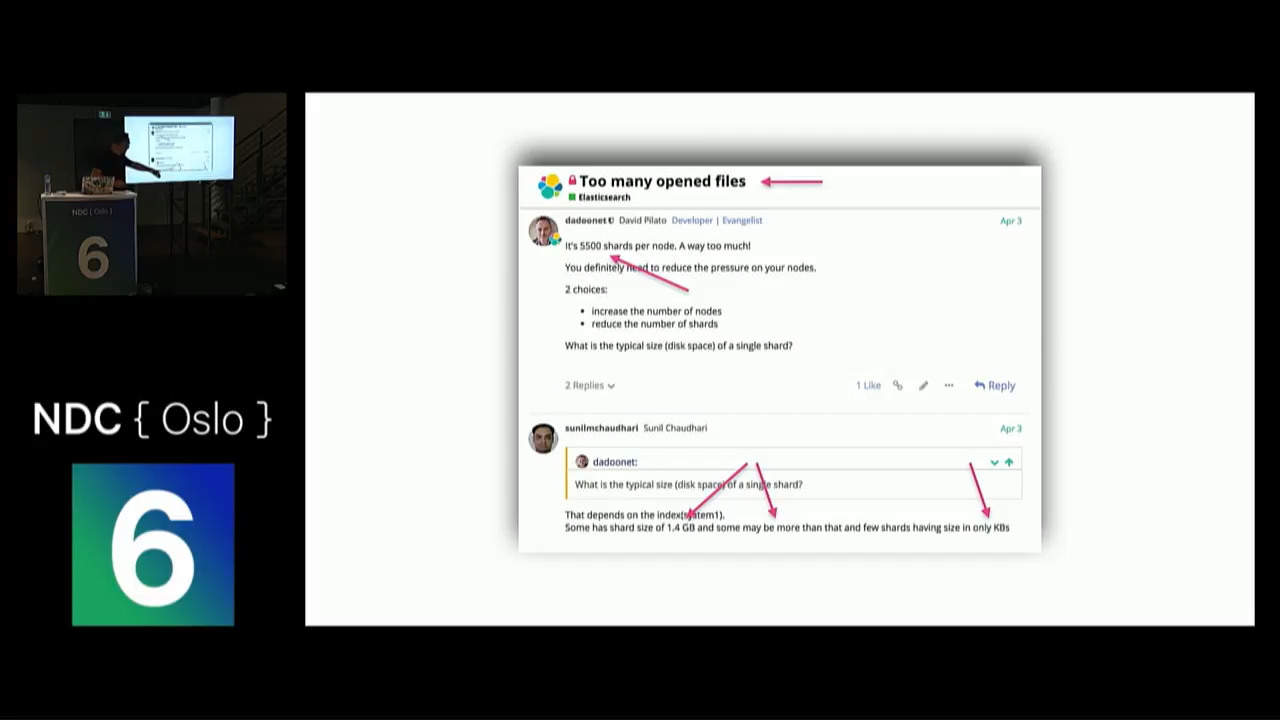 NDC { Oslo }
6
NDC { Oslo }
6
Too many opened files
Elasticsearch
dadoonet David Pilato Developer | Evangelist Apr 3
It's 5500 shards per node. A way too much!
You definitely need to reduce the pressure on your nodes.
2 choices:
• increase the number of nodes
• reduce the number of shards
What is the typical size (disk space) of a single shard?
2 Replies 1 Like ... Reply
sunilmchaudhari Sunil Chaudhari Apr 3
dadoonet:
What is the typical size (disk space) of a single shard?
That depends on the index(system1).
Some has shard size of 1.4 GB and some may be more than that and few shards having size in only KBs